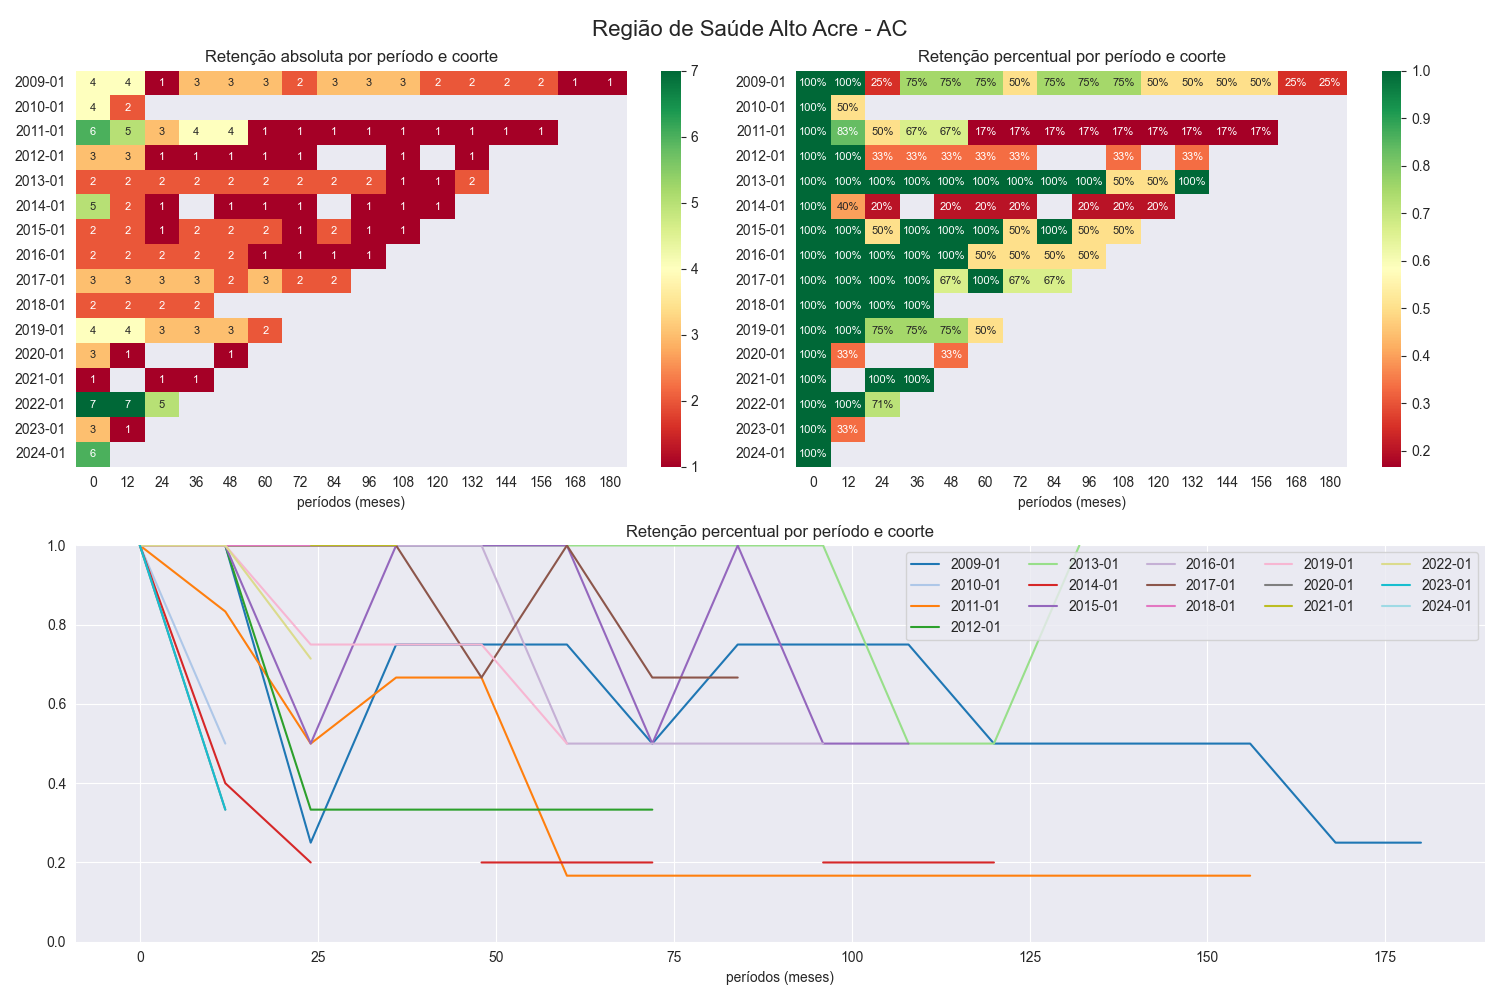 Região de Saúde Alto Acre - AC
Retenção absoluta por período e coorte
2009-01 4 4 1 3 3 3 2 3 3 3 2 2 2 2 1 1
2010-01 4 2
2011-01 6 5 3 4 4 1 1 1 1 1 1 1 1 1
2012-01 3 3 1 1 1 1 1 1 1
2013-01 2 2 2 2 2 2 2 2 2 1 1 2
2014-01 5 2 1 1 1 1 1 1 1
2015-01 2 2 1 2 2 2 1 2 1 1
2016-01 2 2 2 2 2 1 1 1 1
2017-01 3 3 3 3 2 3 2 2
2018-01 2 2 2 2
2019-01 4 4 3 3 3 2
2020-01 3 1 1
2021-01 1 1 1
2022-01 7 7 5
2023-01 3 1
2024-01 6
0 12 24 36 48 60 72 84 96 108 120 132 144 156 168 180
períodos (meses)
7
6
5
4
3
2
1
Retenção percentual por período e coorte
2009-01 100% 100% 25% 75% 75% 75% 50% 75% 75% 75% 50% 50% 50% 50% 25% 25%
2010-01 100% 50%
2011-01 100% 83% 50% 67% 67% 17% 17% 17% 17% 17% 17% 17% 17% 17%
2012-01 100% 100% 33% 33% 33% 33% 33% 33% 33%
2013-01 100% 100% 100% 100% 100% 100% 100% 100% 100% 50% 50% 100%
2014-01 100% 40% 20% 20% 20% 20% 20% 20% 20%
2015-01 100% 100% 50% 100% 100% 100% 50% 100% 50% 50%
2016-01 100% 100% 100% 100% 100% 50% 50% 50% 50%
2017-01 100% 100% 100% 100% 67% 100% 67% 67%
2018-01 100% 100% 100% 100%
2019-01 100% 100% 75% 75% 75% 50%
2020-01 100% 33% 33%
2021-01 100% 100% 100%
2022-01 100% 100% 71%
2023-01 100% 33%
2024-01 100%
0 12 24 36 48 60 72 84 96 108 120 132 144 156 168 180
períodos (meses)
1.0
0.9
0.8
0.7
0.6
0.5
0.4
0.3
0.2
Retenção percentual por período e coorte
1.0
0.8
0.6
0.4
0.2
0.0
2009-01 2013-01 2016-01 2019-01 2022-01
2010-01 2014-01 2017-01 2020-01 2023-01
2011-01 2015-01 2018-01 2021-01 2024-01
2012-01
0 25 50 75 100 125 150 175
períodos (meses)